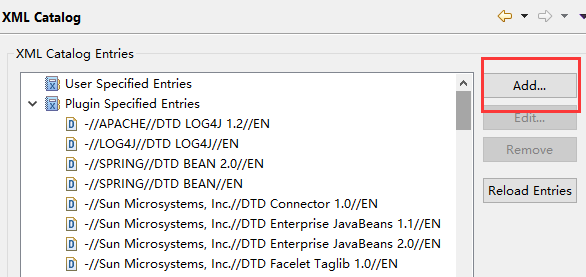 XML Catalog
XML Catalog Entries
User Specified Entries
Plugin Specified Entries
-//APACHE//DTD LOG4J 1.2//EN
-//LOG4J//DTD LOG4J//EN
-//SPRING//DTD BEAN 2.0//EN
-//SPRING//DTD BEAN//EN
-//Sun Microsystems, Inc.//DTD Connector 1.0//EN
-//Sun Microsystems, Inc.//DTD Enterprise JavaBeans 1.1//EN
-//Sun Microsystems, Inc.//DTD Enterprise JavaBeans 2.0//EN
-//Sun Microsystems, Inc.//DTD Facelet Taglib 1.0//EN
Add...
Edit...
Remove
Reload Entries